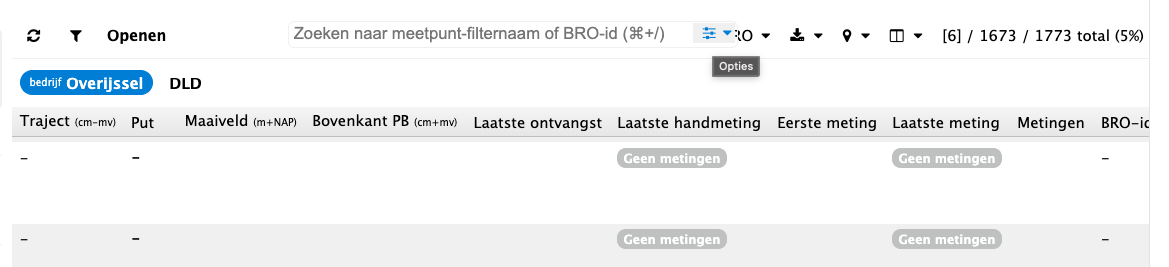 Openen Zoeken naar meetpunt-filternaam of BRO-id (⌘+/) RO [6] / 1673 / 1773 total (5%)
Opties
bedrijf Overijssel DLD
Traject (cm-mv) Put Maaiveld (m+NAP) Bovenkant PB (cm+mv) Laatste ontvangst Laatste handmeting Eerste meting Laatste meting Metingen BRO-id
– – Geen metingen Geen metingen –
– – Geen metingen Geen metingen –